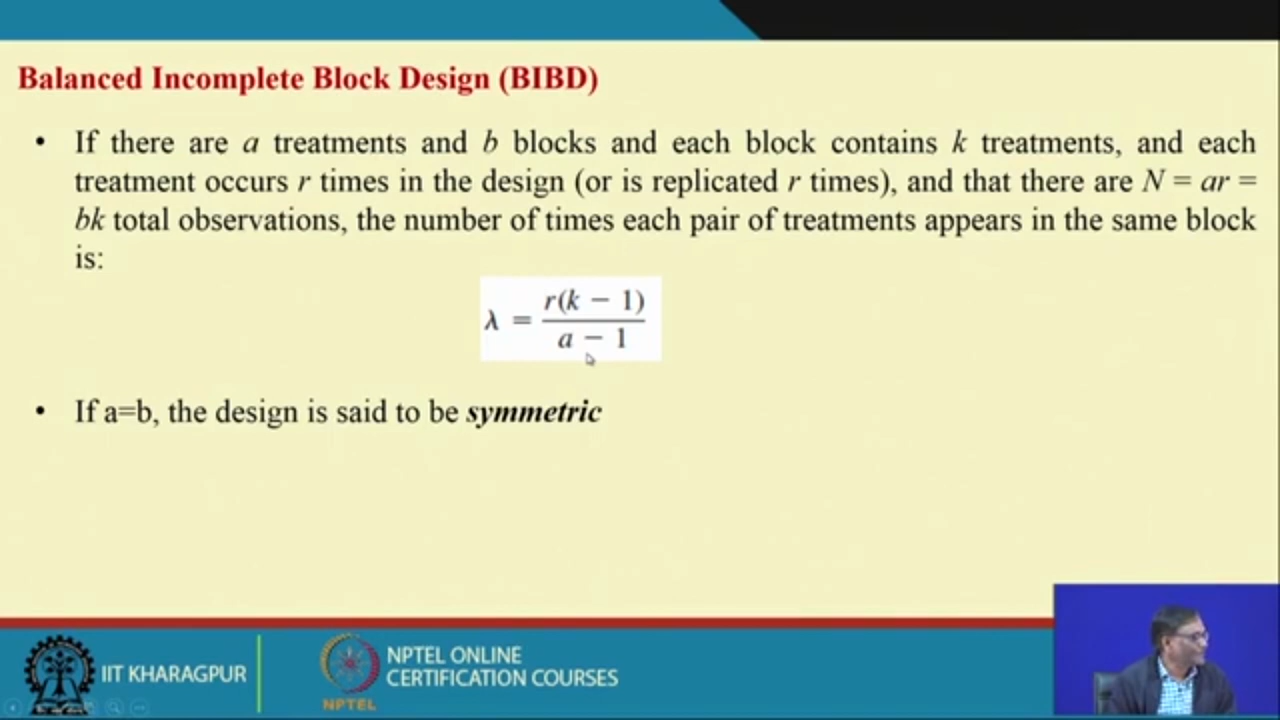 Balanced Incomplete Block Design (BIBD)
• If there are a treatments and b blocks and each block contains k treatments, and each
treatment occurs r times in the design (or is replicated r times), and that there are N = ar =
bk total observations, the number of times each pair of treatments appears in the same block
is:
λ = r(k − 1) / a − 1
• If a=b, the design is said to be symmetric
IIT KHARAGPUR
NPTEL ONLINE
CERTIFICATION COURSES
NPTEL